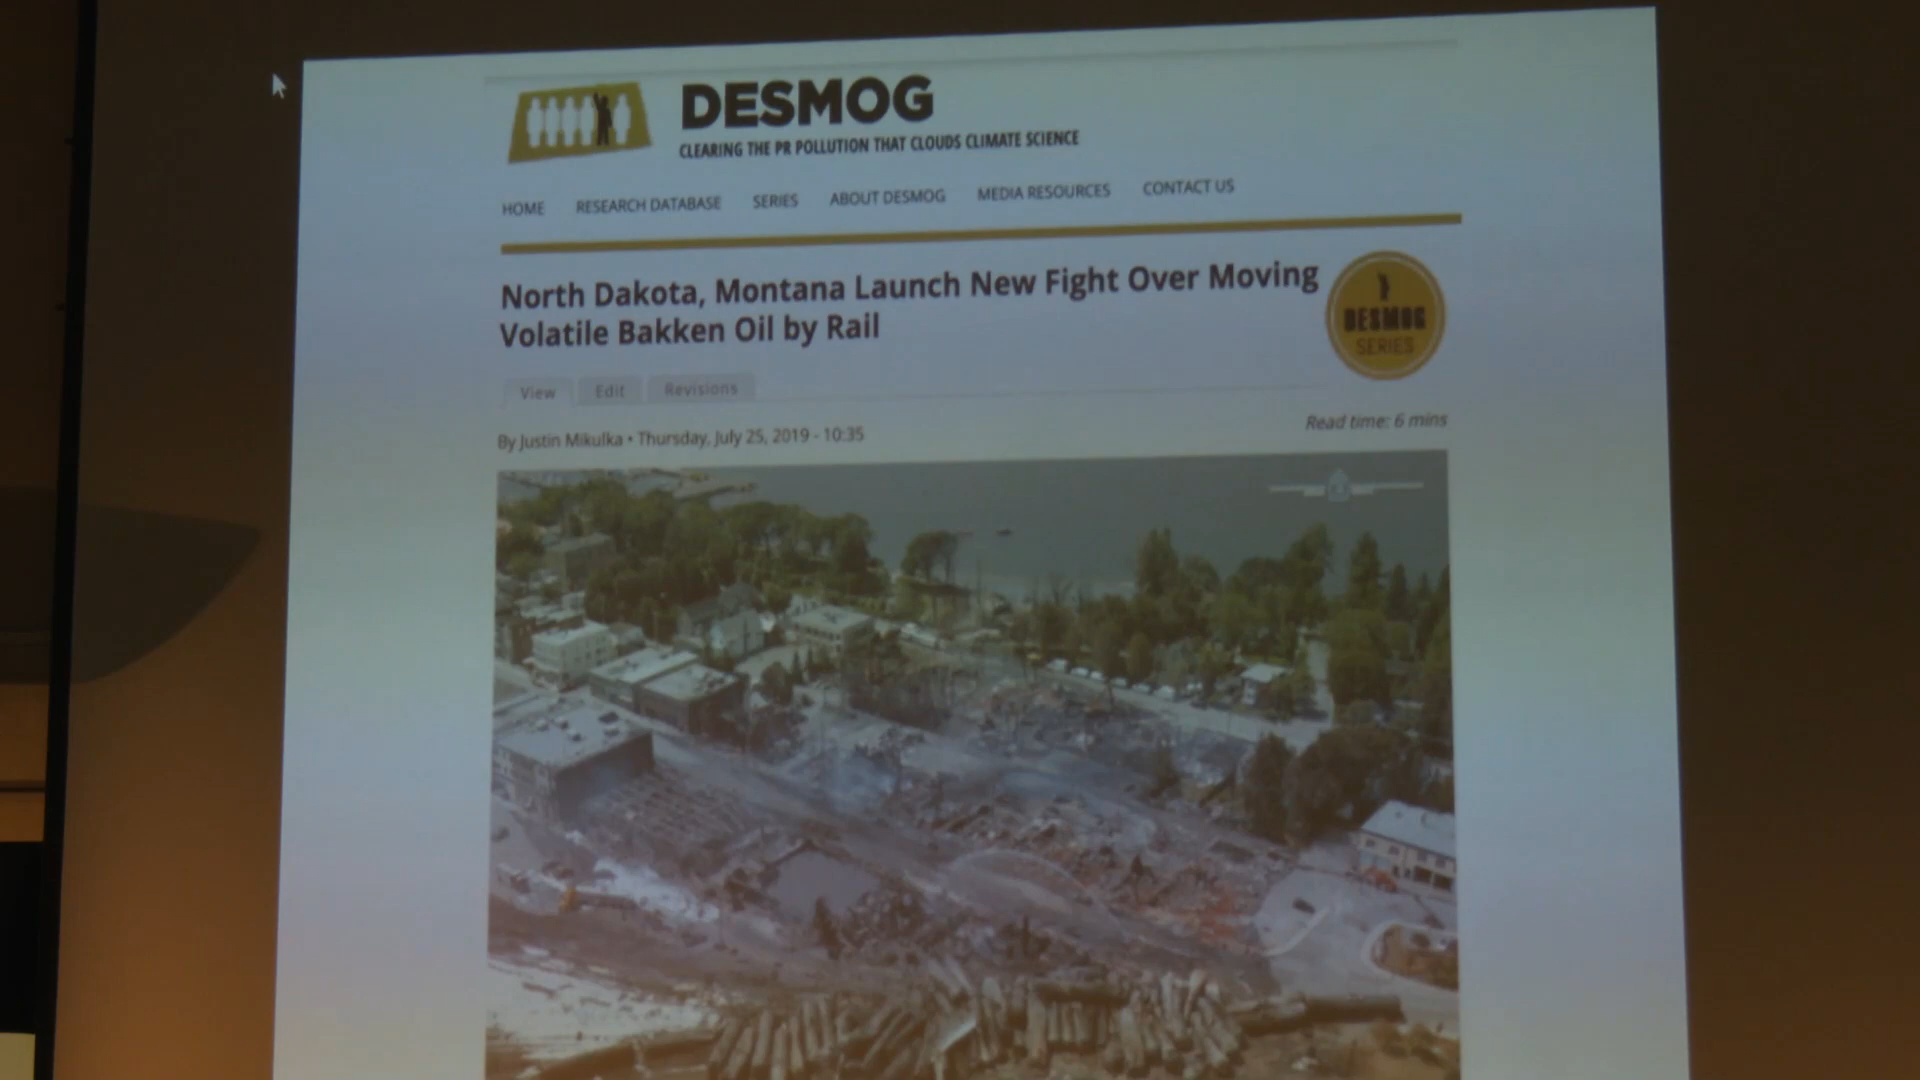 DESMOG
CLEARING THE PR POLLUTION THAT CLOUDS CLIMATE SCIENCE
HOME RESEARCH DATABASE SERIES ABOUT DESMOG MEDIA RESOURCES CONTACT US
North Dakota, Montana Launch New Fight Over Moving
Volatile Bakken Oil by Rail
DESMOG
SERIES
View Edit Revisions
Read time: 6 mins
By Justin Mikulka • Thursday, July 25, 2019 - 10:35